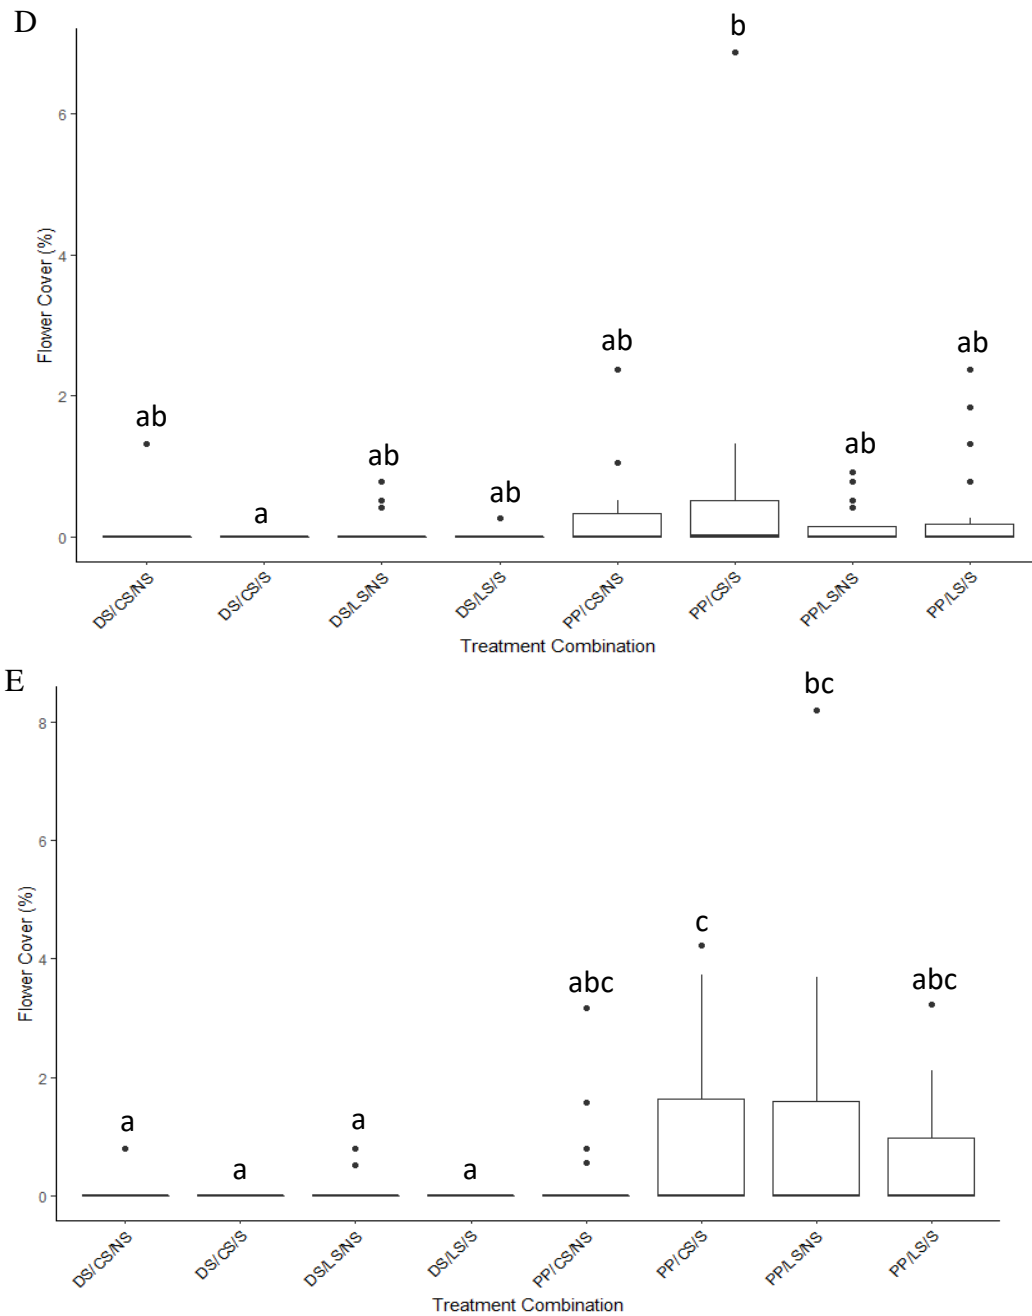 D
b
6
4
Flower Cover (%)
ab
ab
2
ab
ab
ab
ab
a
0
DS/CS/NS
DS/CS/S
DS/LS/NS
DS/LS/S
PP/CS/NS
PP/CS/S
PP/LS/NS
PP/LS/S
Treatment Combination
E
bc
8
6
Flower Cover (%)
c
4
abc
abc
2
a
a
a
a
0
DS/CS/NS
DS/CS/S
DS/LS/NS
DS/LS/S
PP/CS/NS
PP/CS/S
PP/LS/NS
PP/LS/S
Treatment Combination